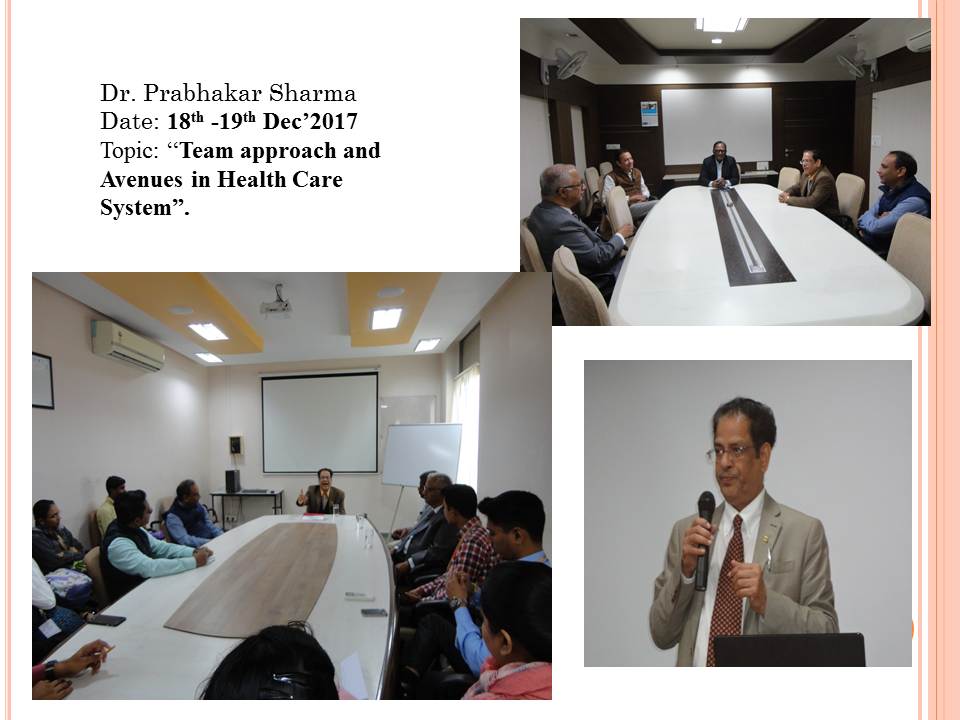 Dr. Prabhakar Sharma
Date: 18th -19th Dec’2017
Topic: “Team approach and
Avenues in Health Care
System”.